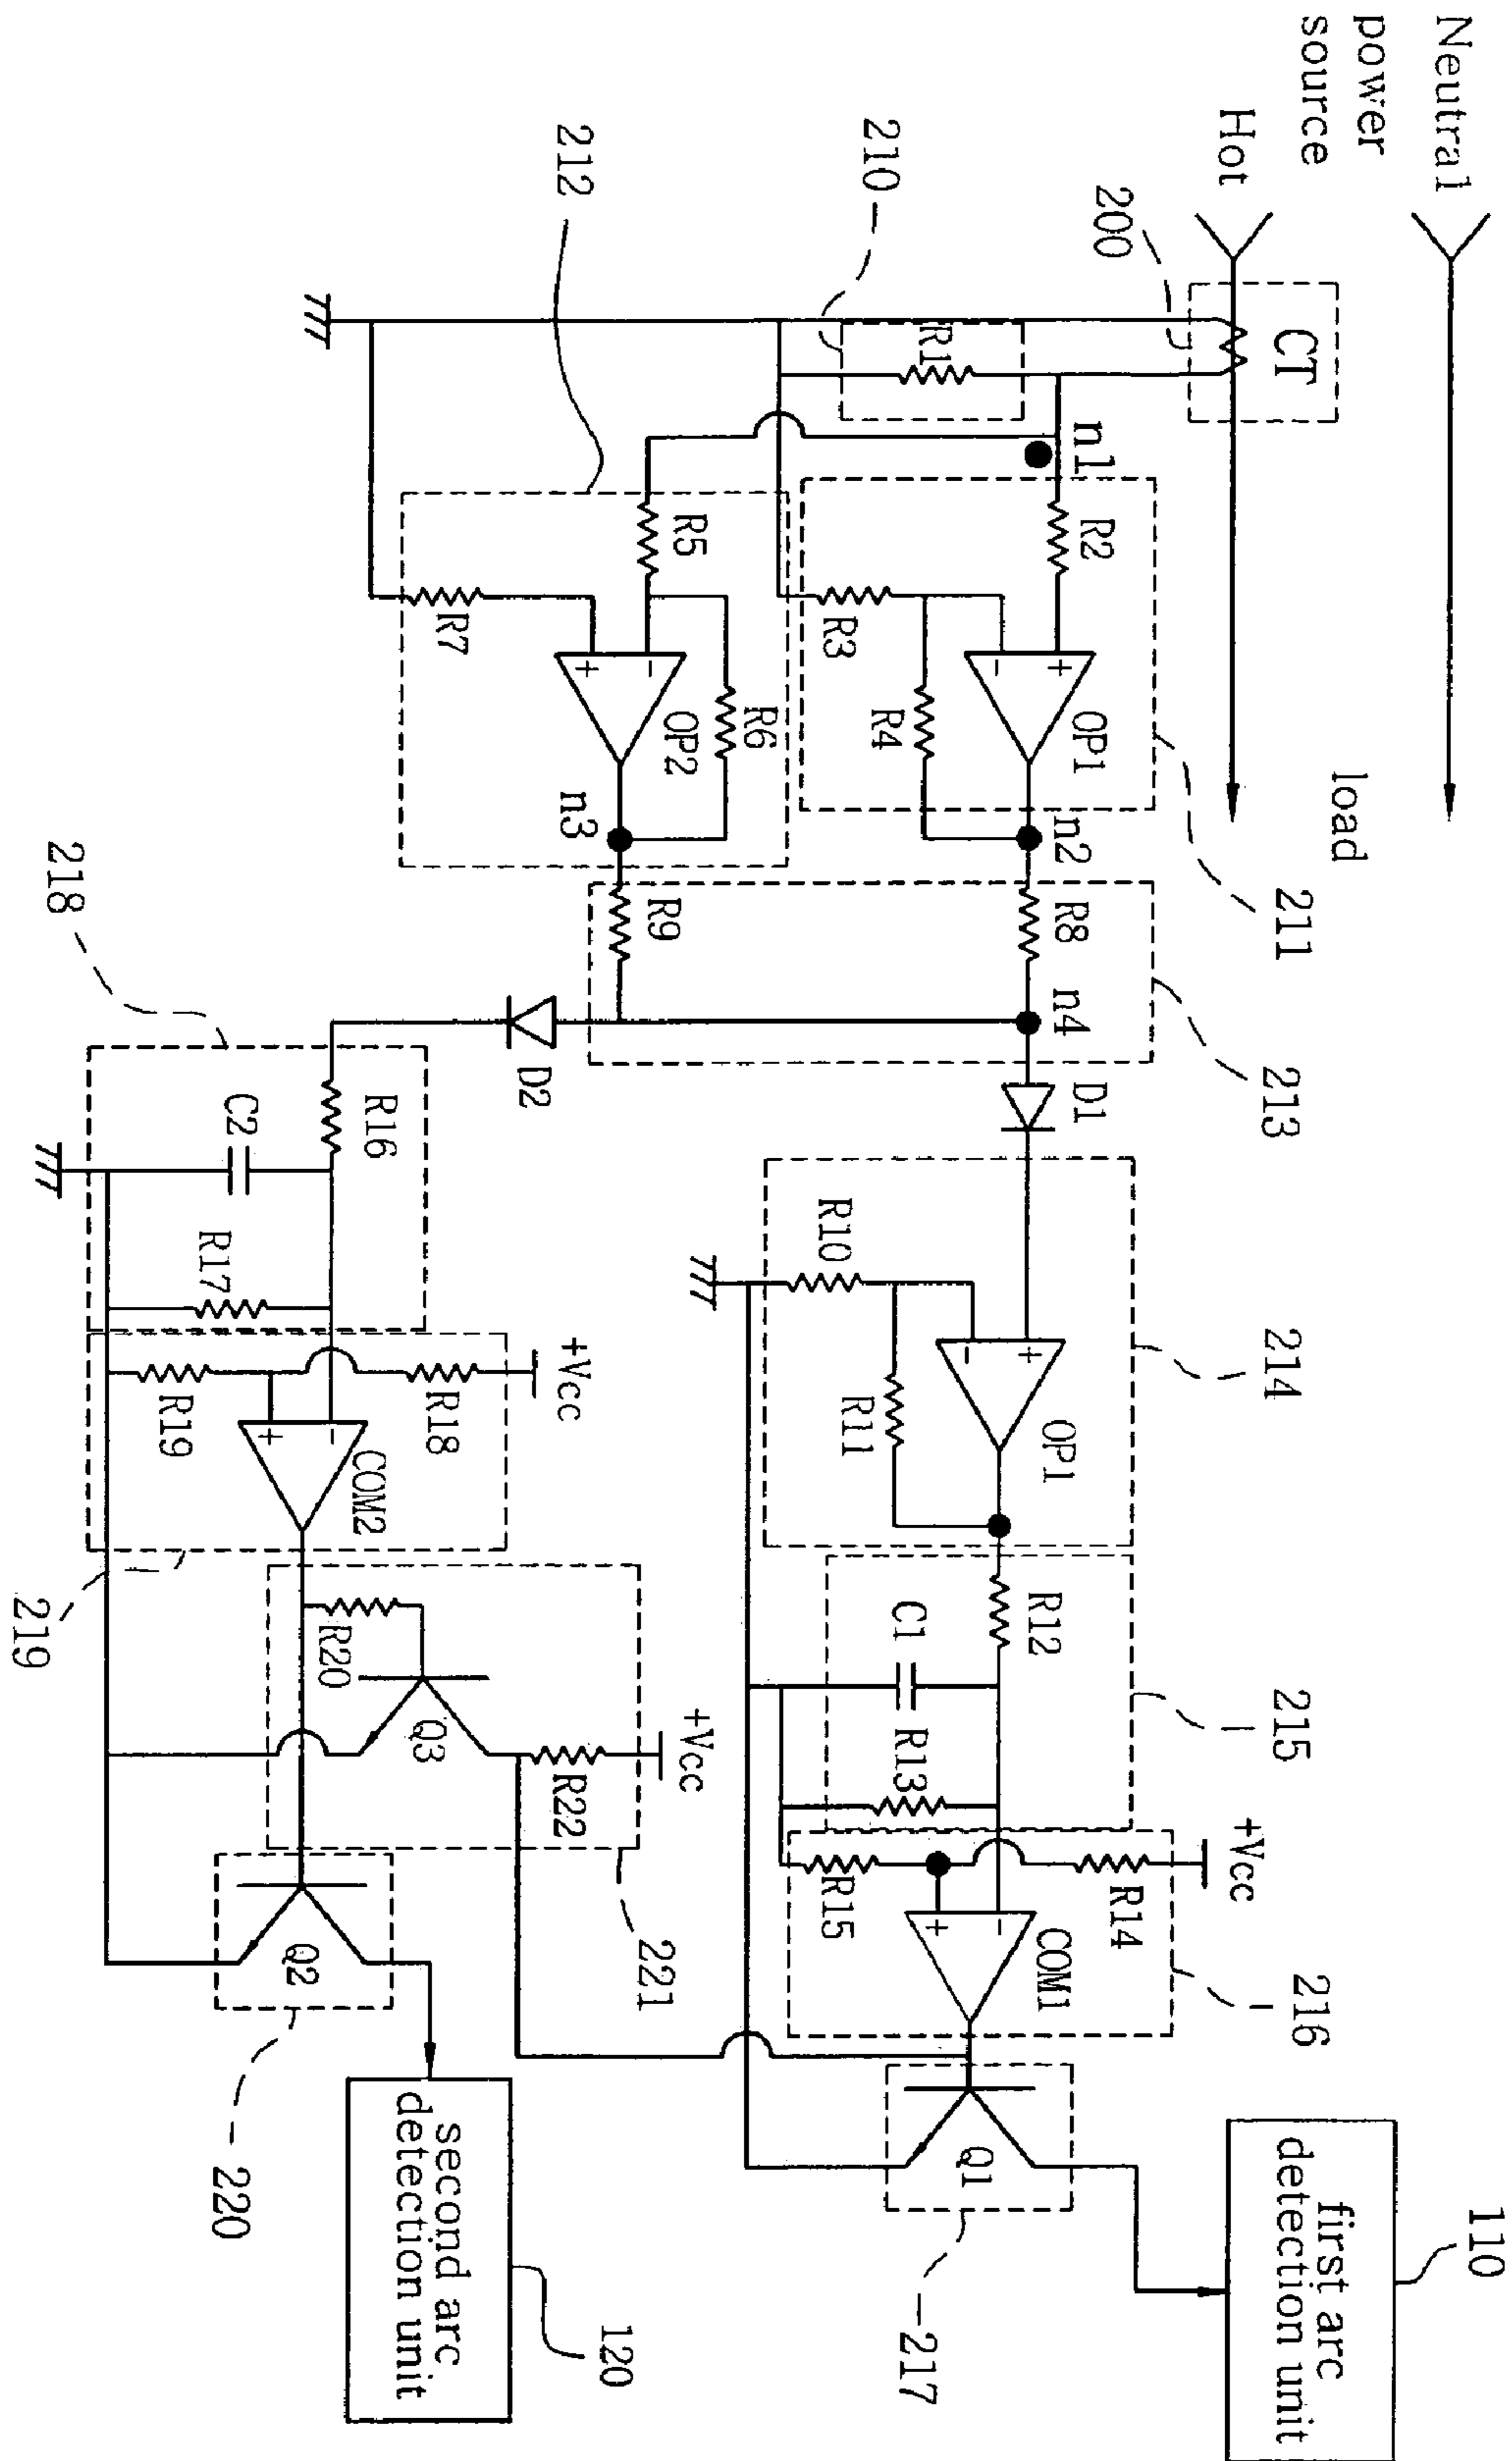 Neutral
power
source
Hot
load
CT
200
210
R1
n1
212
R2
R3
R4
OP1
+
-
n2
211
R5
R6
R7
OP2
-
+
n3
R8
R9
n4
213
D1
D2
218
R16
C2
R17
R10
R11
OP1
+
-
214
+Vcc
R18
R19
COM2
-
+
219
R12
C1
R13
215
+Vcc
R14
R15
COM1
-
+
216
R20
Q3
+Vcc
R22
221
Q2
220
Q1
217
first arc
detection unit
110
second arc
detection unit
120